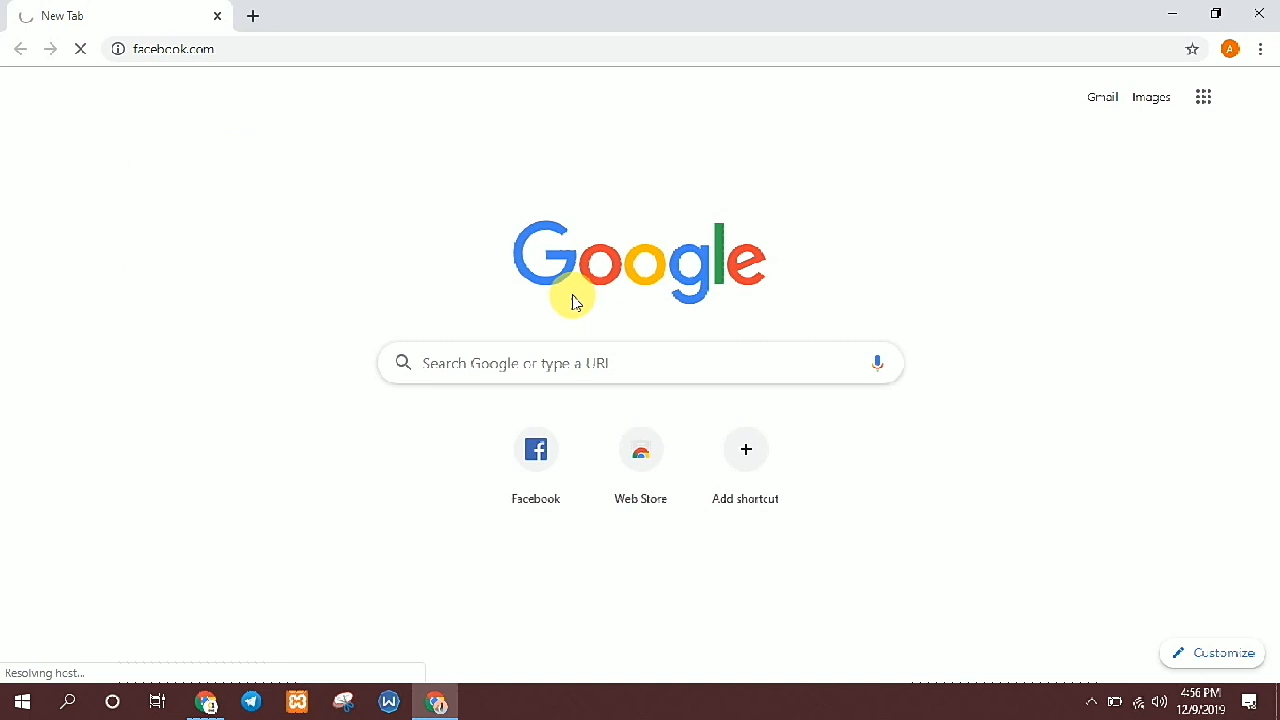 New Tab
facebook.com
Gmail Images
Google
Search Google or type a URL
Facebook Web Store Add shortcut
Customize
Resolving host...
4:56 PM
12/9/2019